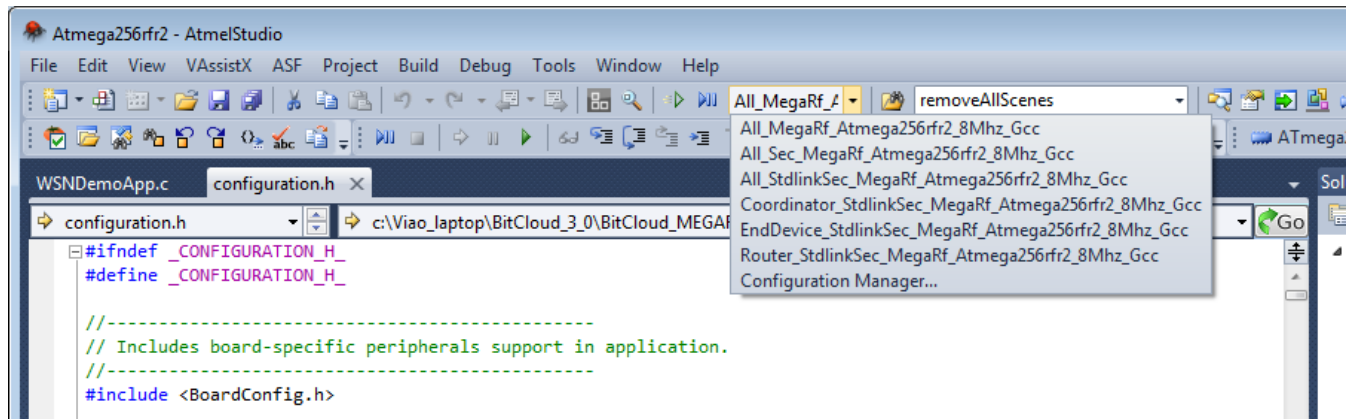 Atmega256rfr2 - AtmelStudio
File Edit View VAssistX ASF Project Build Debug Tools Window Help
All_MegaRf_A removeAllScenes
abc ATmega
All_MegaRf_Atmega256rfr2_8Mhz_Gcc
All_Sec_MegaRf_Atmega256rfr2_8Mhz_Gcc
All_StdlinkSec_MegaRf_Atmega256rfr2_8Mhz_Gcc
Coordinator_StdlinkSec_MegaRf_Atmega256rfr2_8Mhz_Gcc
EndDevice_StdlinkSec_MegaRf_Atmega256rfr2_8Mhz_Gcc
Router_StdlinkSec_MegaRf_Atmega256rfr2_8Mhz_Gcc
Configuration Manager...
WSNDemoApp.c configuration.h Sol
configuration.h c:\Viao_laptop\BitCloud_3_0\BitCloud_MEGAR Go
#ifndef _CONFIGURATION_H_
#define _CONFIGURATION_H_
//-----------------------------------------------
// Includes board-specific peripherals support in application.
//-----------------------------------------------
#include <BoardConfig.h>